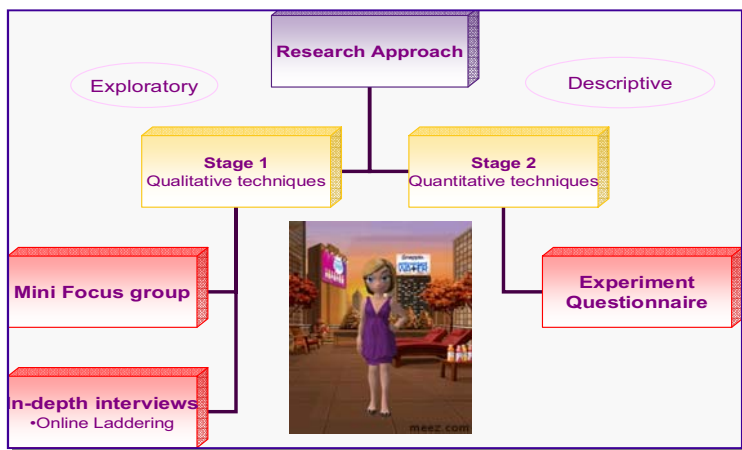 Research Approach
Exploratory
Descriptive
Stage 1
Qualitative techniques
Stage 2
Quantitative techniques
Mini Focus group
Experiment
Questionnaire
In-depth interviews
•Online Laddering
meez.com